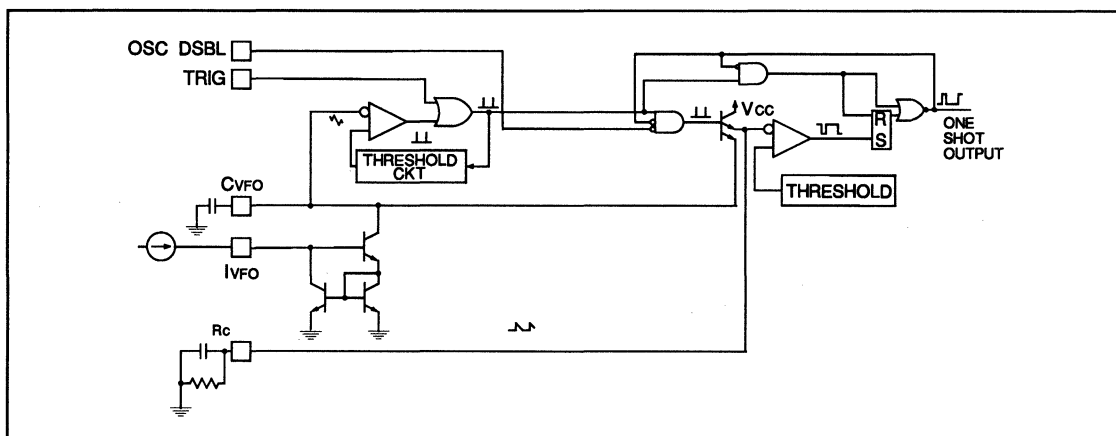 OSC DSBL
TRIG
THRESHOLD
CKT
CVFO
IVFO
RC
VCC
R
S
ONE
SHOT
OUTPUT
THRESHOLD